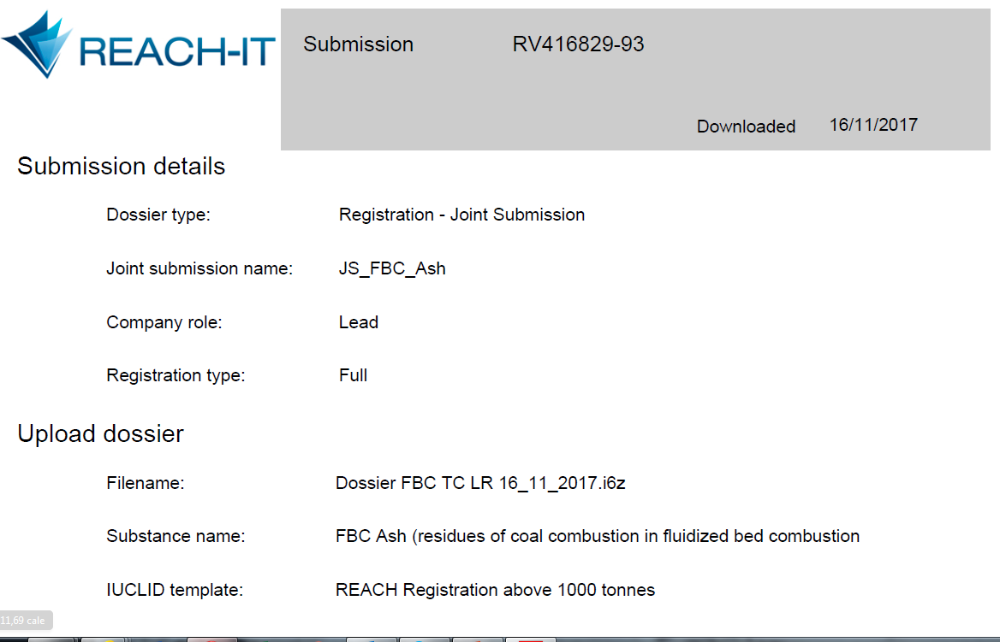 REACH-IT
Submission RV416829-93
Downloaded 16/11/2017
Submission details
Dossier type: Registration - Joint Submission
Joint submission name: JS_FBC_Ash
Company role: Lead
Registration type: Full
Upload dossier
Filename: Dossier FBC TC LR 16_11_2017.i6z
Substance name: FBC Ash (residues of coal combustion in fluidized bed combustion
IUCLID template: REACH Registration above 1000 tonnes
11,69 cale